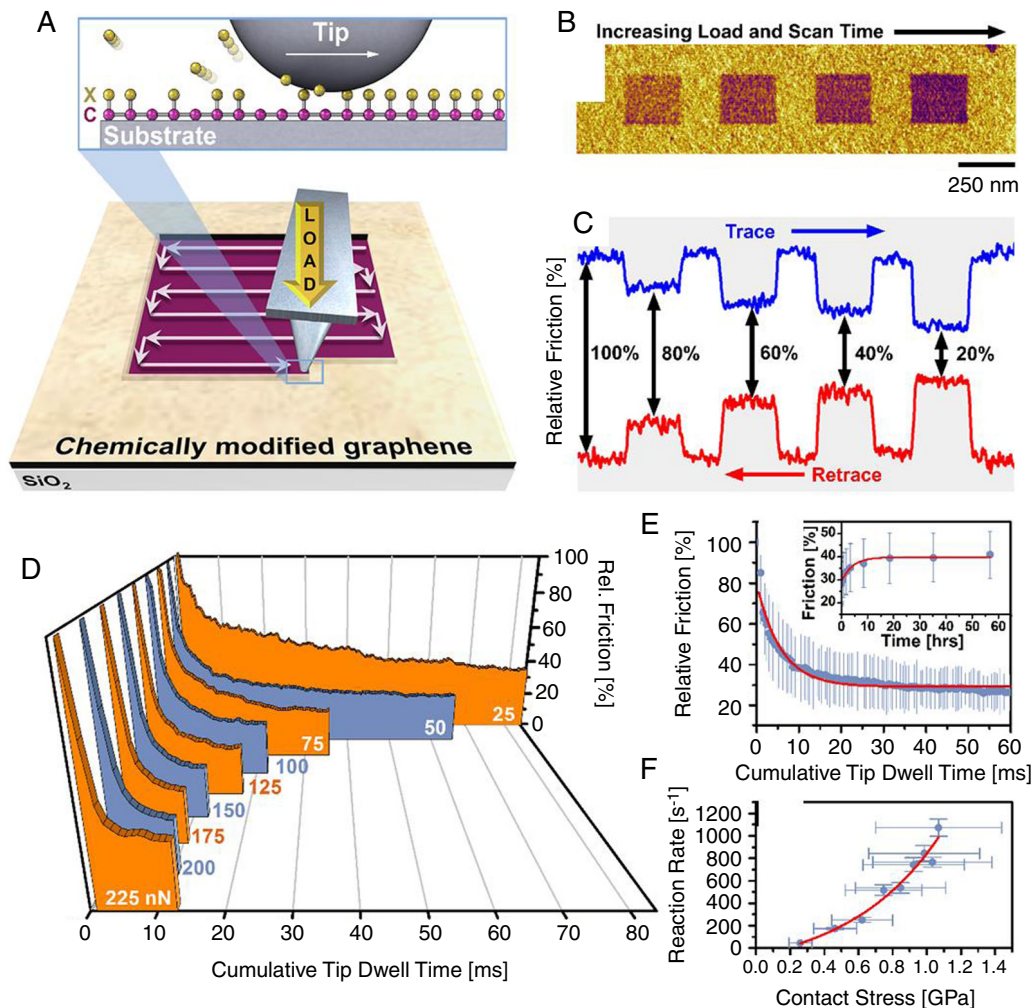 A
Tip
X
C
Substrate
LOAD
Chemically modified graphene
SiO2
B
Increasing Load and Scan Time
250 nm
C
Relative Friction [%]
Trace
100%
80%
60%
40%
20%
Retrace
D
100
80
60
40
20
0
Rel. Friction [%]
25
50
75
100
125
150
175
200
225 nN
0 10 20 30 40 50 60 70 80
Cumulative Tip Dwell Time [ms]
E
Relative Friction [%]
100
80
60
40
20
0 10 20 30 40 50 60
Cumulative Tip Dwell Time [ms]
Friction [%]
50
40
30
20
0 10 20 30 40 50 60
Time [hrs]
F
Reaction Rate [s-1]
1200
1000
800
600
400
200
0
0.0 0.2 0.4 0.6 0.8 1.0 1.2 1.4
Contact Stress [GPa]